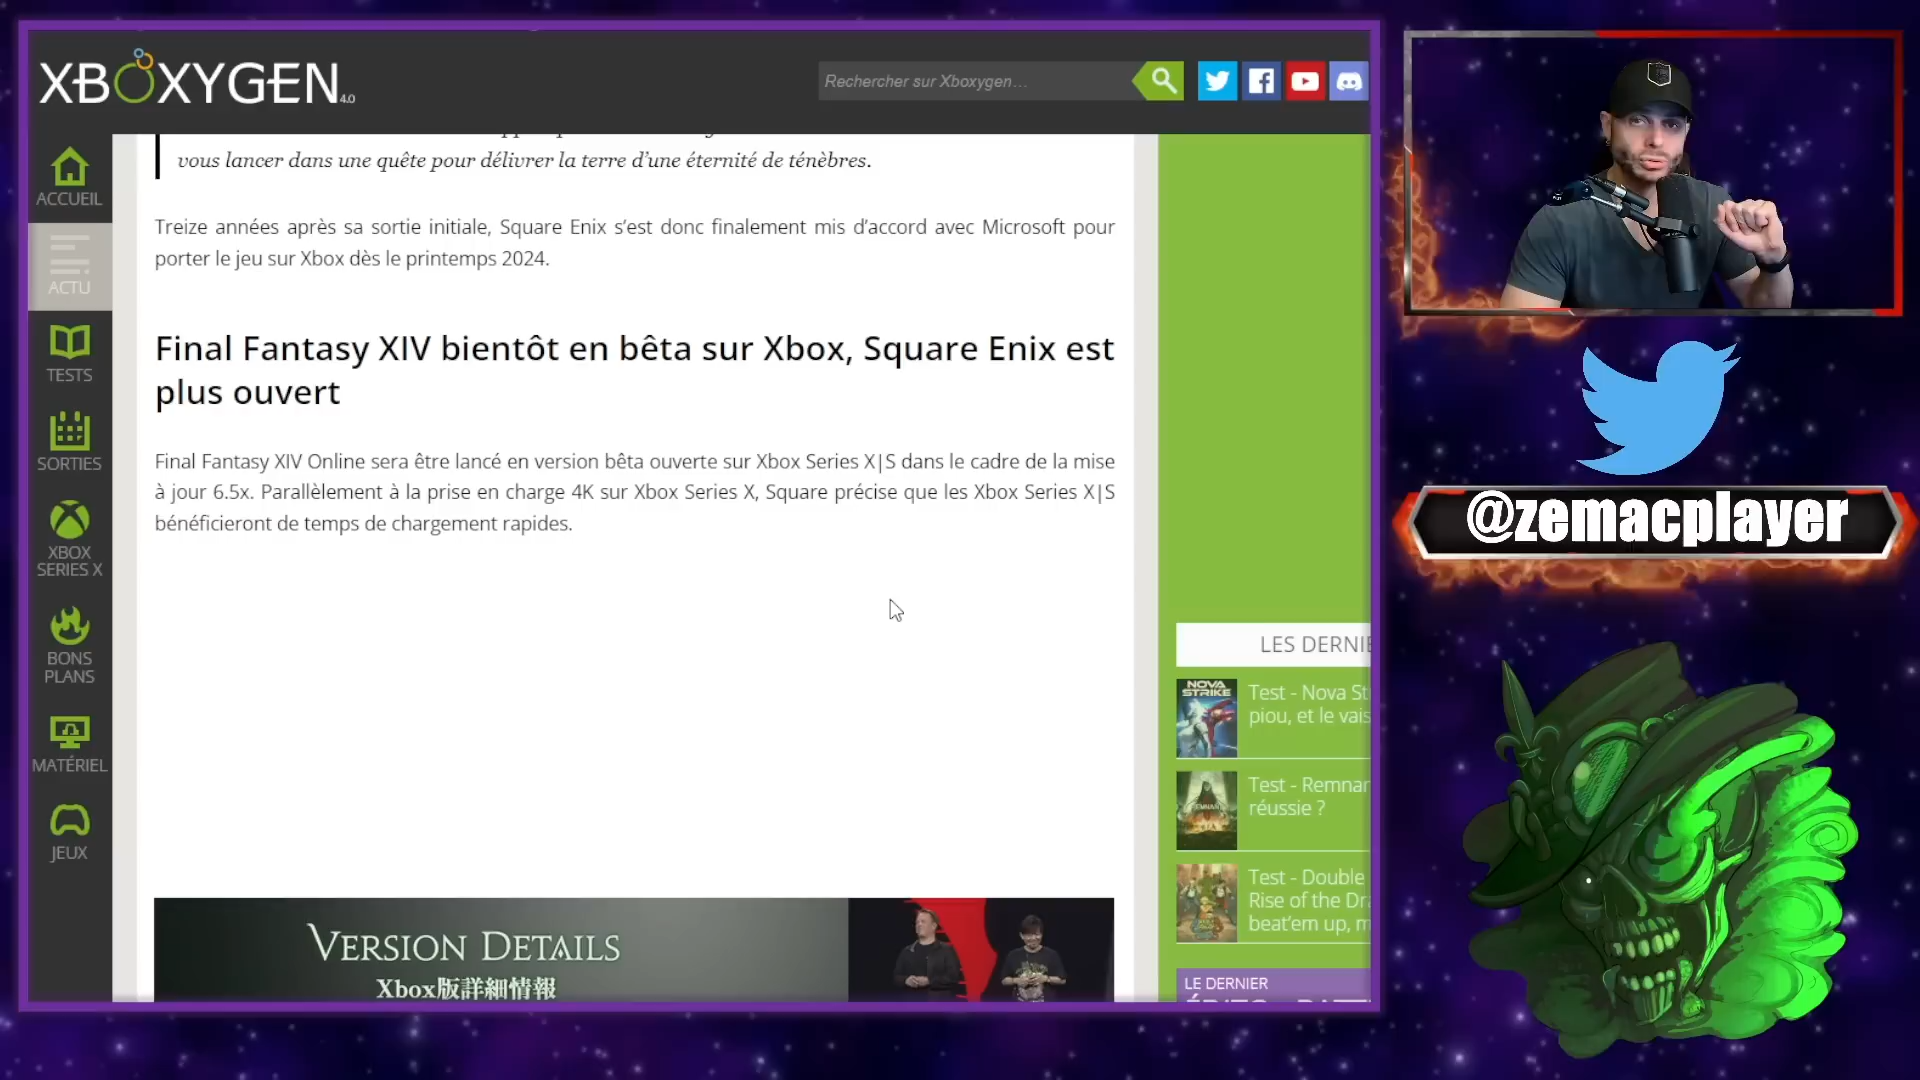 XBOXYGEN 4.0
Rechercher sur Xboxygen...
ACCUEIL
ACTU
TESTS
SORTIES
XBOX
SERIES X
BONS
PLANS
MATÉRIEL
JEUX
vous lancer dans une quête pour délivrer la terre d’une éternité de ténèbres.
Treize années après sa sortie initiale, Square Enix s’est donc finalement mis d’accord avec Microsoft pour
porter le jeu sur Xbox dès le printemps 2024.
Final Fantasy XIV bientôt en bêta sur Xbox, Square Enix est
plus ouvert
Final Fantasy XIV Online sera être lancé en version bêta ouverte sur Xbox Series X|S dans le cadre de la mise
à jour 6.5x. Parallèlement à la prise en charge 4K sur Xbox Series X, Square précise que les Xbox Series X|S
bénéficieront de temps de chargement rapides.
VERSION DETAILS
Xbox版詳細情報
LES DERNIE
NOVA
STRIKE
Test - Nova St
piou, et le vais
Test - Remnar
réussie ?
Test - Double
Rise of the Dra
beat’em up, m
LE DERNIER
@zemacplayer